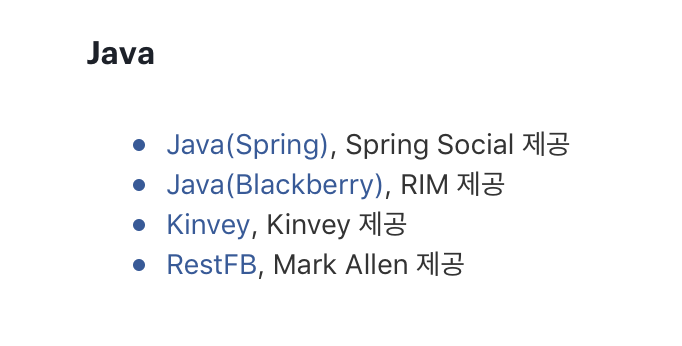 Java
Java(Spring), Spring Social 제공
Java(Blackberry), RIM 제공
Kinvey, Kinvey 제공
RestFB, Mark Allen 제공